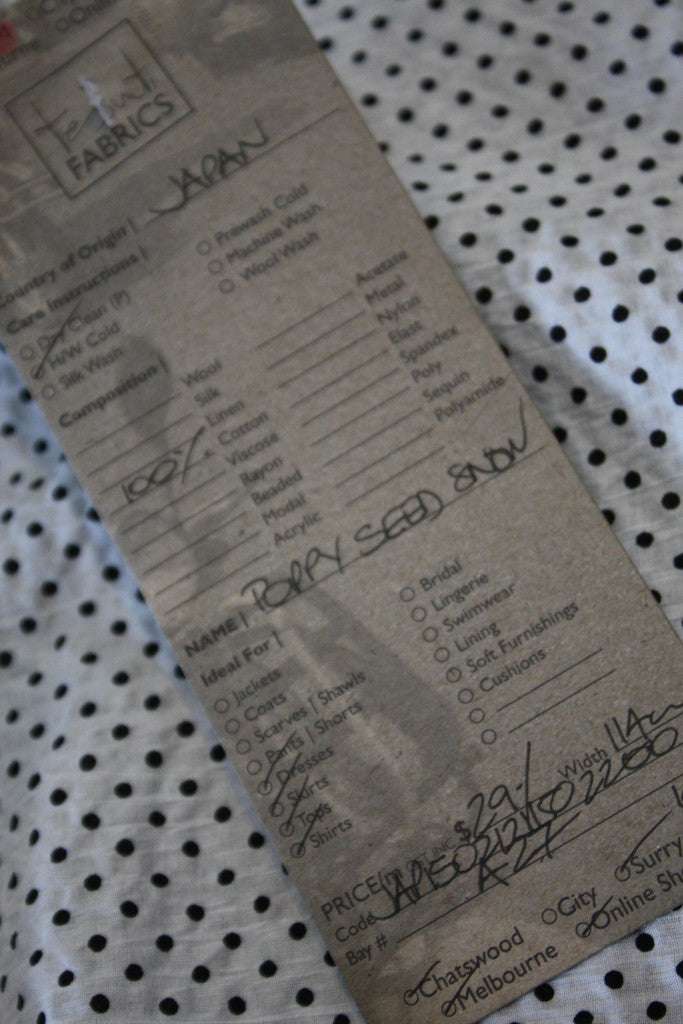 FABRICS
Country of Origin | JAPAN
Care Instructions |
Dry Clean (P)
H/W Cold
Silk Wash
Prewash Cold
Machine Wash
Wool Wash
Composition |
Wool
Silk
Linen
100% Cotton
Viscose
Rayon
Beaded
Modal
Acrylic
Acetate
Metal
Nylon
Elast
Spandex
Poly
Sequin
Polyamide
NAME | POPPY SEED SNOW
Ideal For |
Jackets
Coats
Scarves | Shawls
Pants | Shorts
Dresses
Skirts
Tops
Shirts
Bridal
Lingerie
Swimwear
Lining
Soft Furnishings
Cushions
PRICE $29.- Width 114cm
Code
Bay # A27
Chatswood City Surry
Melbourne Online